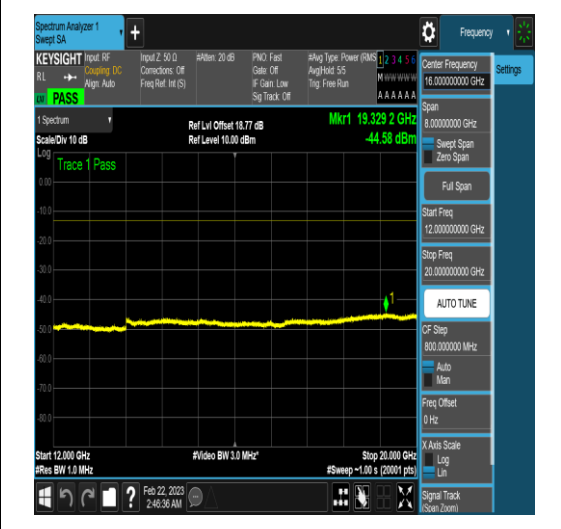 Spectrum Analyzer 1
Swept SA
Frequency
KEYSIGHT
RL
PASS
Input: RF
Coupling: DC
Align: Auto
Input Z: 50 Ω
Corrections: Off
Freq Ref: Int (S)
#Atten: 20 dB
PNO: Fast
Gate: Off
IF Gain: Low
Sig Track: Off
#Avg Type: Power (RMS
Avg|Hold: 5/5
Trig: Free Run
1 2 3 4 5 6
M W W W W W
A A A A A A
1 Spectrum
Scale/Div 10 dB
Ref Lvl Offset 18.77 dB
Ref Level 10.00 dBm
Mkr1 19.329 2 GHz
-44.58 dBm
Log
Trace 1 Pass
0.00
-10.0
-20.0
-30.0
-40.0
-50.0
-60.0
-70.0
-80.0
1
Start 12.000 GHz
#Res BW 1.0 MHz
#Video BW 3.0 MHz*
Stop 20.000 GHz
#Sweep ~1.00 s (20001 pts)
?
Feb 22, 2023
2:46:36 AM
Center Frequency
16.000000000 GHz
Settings
Span
8.00000000 GHz
Swept Span
Zero Span
Full Span
Start Freq
12.000000000 GHz
Stop Freq
20.000000000 GHz
AUTO TUNE
CF Step
800.000000 MHz
Auto
Man
Freq Offset
0 Hz
X Axis Scale
Log
Lin
Signal Track
(Span Zoom)